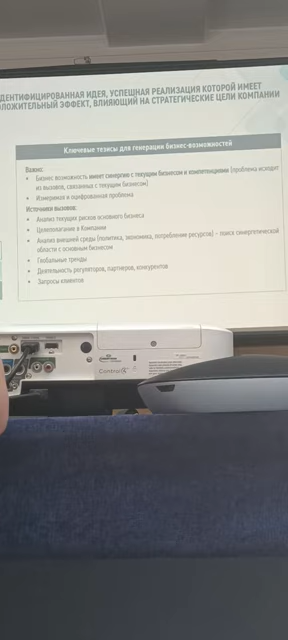 ДЕНТИФИЦИРОВАННАЯ ИДЕЯ, УСПЕШНАЯ РЕАЛИЗАЦИЯ КОТОРОЙ ИМЕЕТ
ОЛОЖИТЕЛЬНЫЙ ЭФФЕКТ, ВЛИЯЮЩИЙ НА СТРАТЕГИЧЕСКИЕ ЦЕЛИ КОМПАНИИ
Ключевые тезисы для генерации бизнес-возможностей
Важно:
• Бизнес возможность имеет синергию с текущим бизнесом и компетенциями (проблема исходит
из вызовов, связанных с текущим бизнесом)
• Измеримая и оцифрованная проблема
Источники вызовов:
• Анализ текущих рисков основного бизнеса
• Целеполагание в Компании
• Анализ внешней среды (политика, экономика, потребление ресурсов) – поиск синергетической
области с основным бизнесом
• Глобальные тренды
• Деятельность регуляторов, партнеров, конкурентов
• Запросы клиентов
Control4